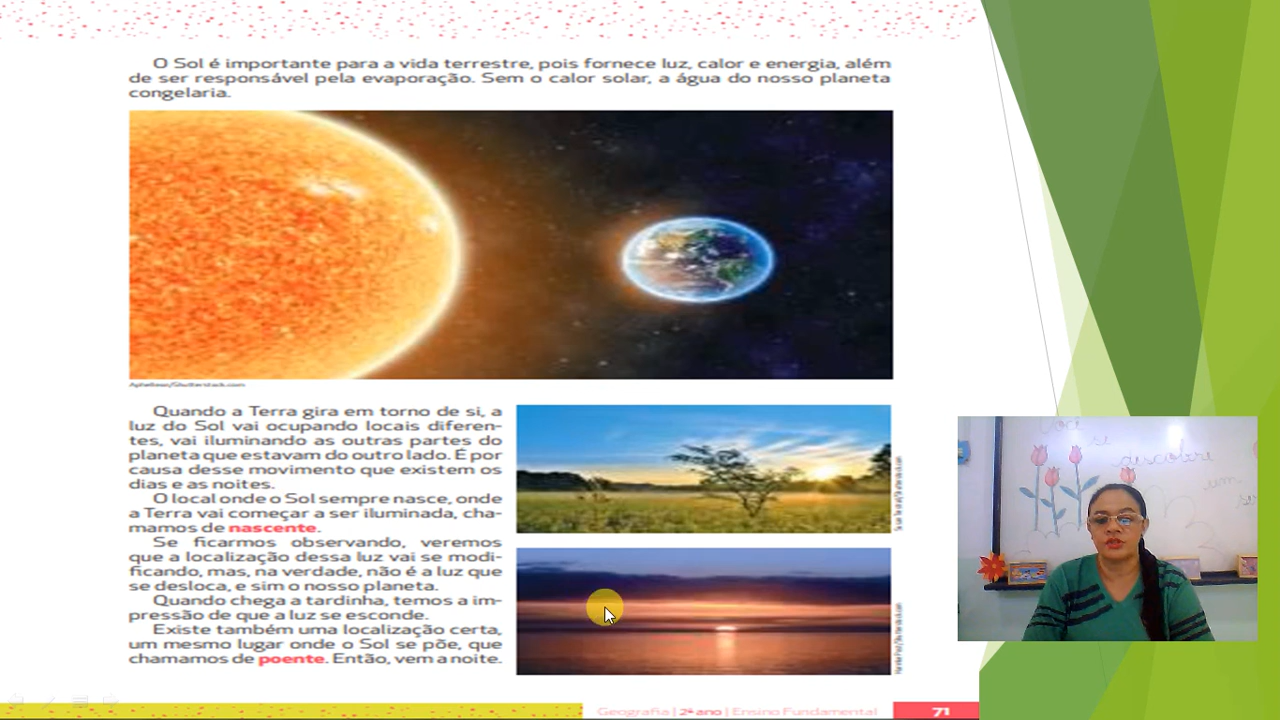 O Sol é importante para a vida terrestre, pois fornece luz, calor e energia, além
de ser responsável pela evaporação. Sem o calor solar, a água do nosso planeta
congelaria.
Quando a Terra gira em torno de si, a
luz do Sol vai ocupando locais diferen-
tes, vai iluminando as outras partes do
planeta que estavam do outro lado. É por
causa desse movimento que existem os
dias e as noites.
O local onde o Sol sempre nasce, onde
a Terra vai começar a ser iluminada, cha-
mamos de nascente.
Se ficarmos observando, veremos
que a localização dessa luz vai se modi-
ficando, mas, na verdade, não é a luz que
se desloca, e sim o nosso planeta.
Quando chega a tardinha, temos a im-
pressão de que a luz se esconde.
Existe também uma localização certa,
um mesmo lugar onde o Sol se põe, que
chamamos de poente. Então, vem a noite.
Você
se
descobre
um
Geografia | 2º ano | Ensino Fundamental
71